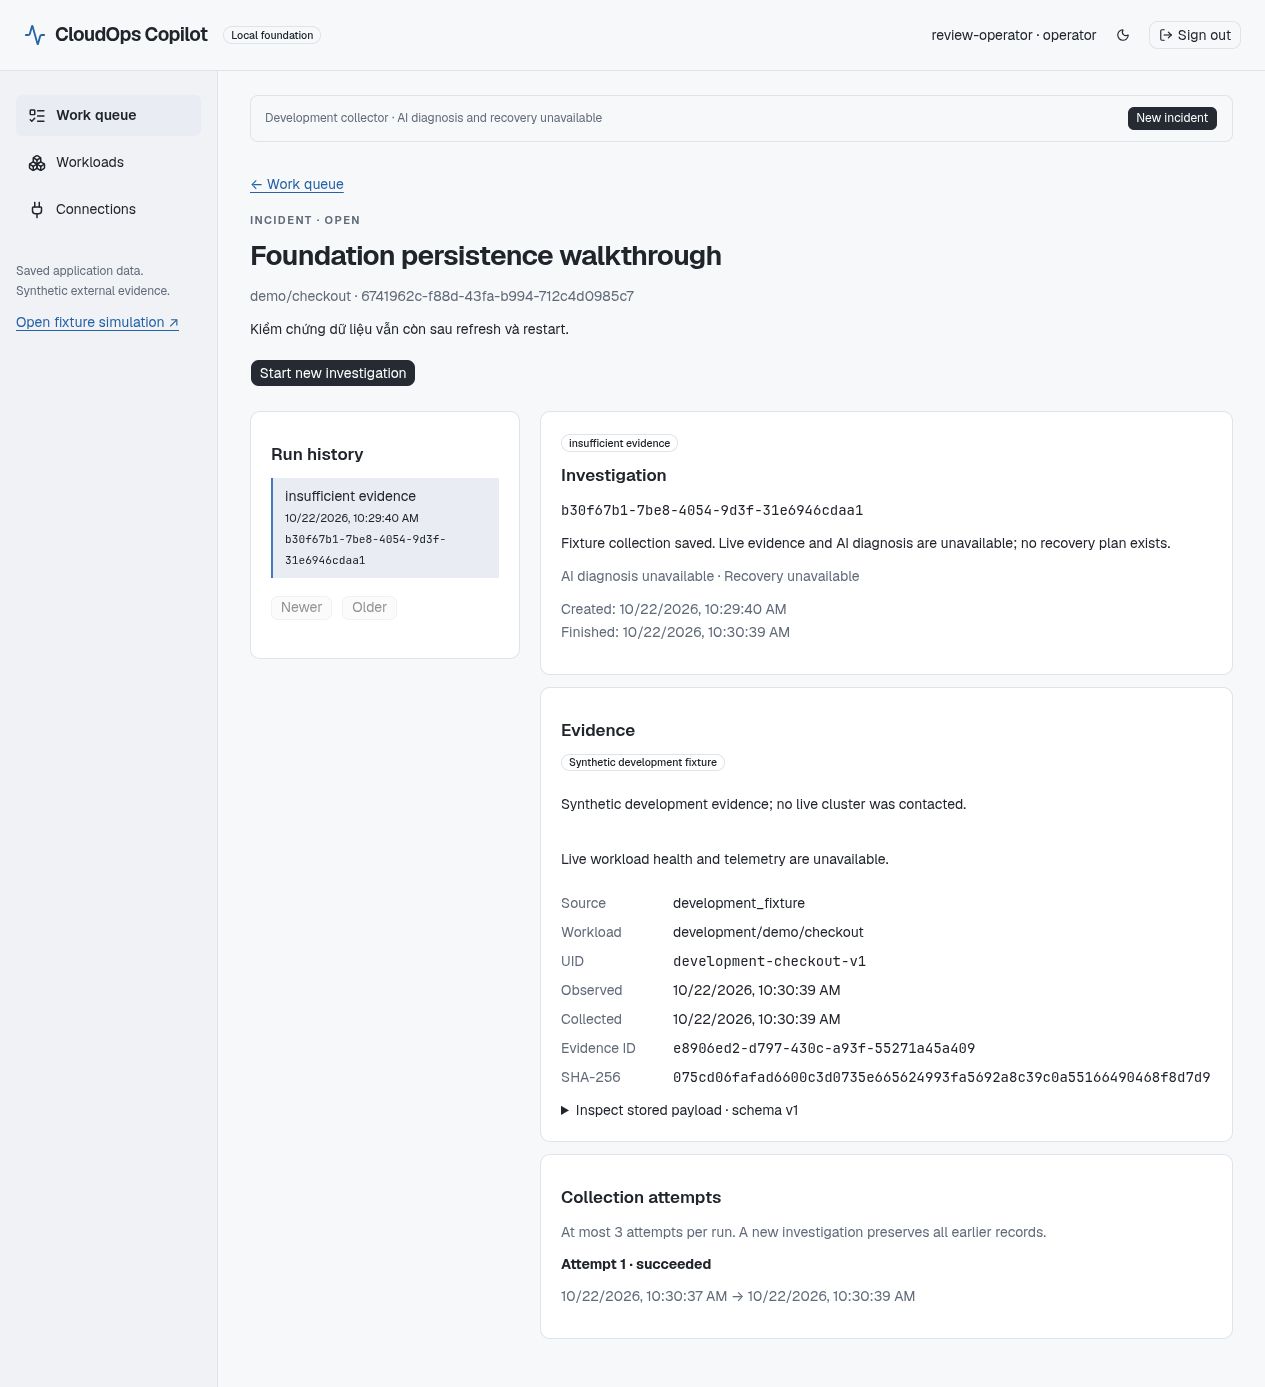 CloudOps Copilot
Local foundation
review-operator · operator
Sign out
Work queue
Workloads
Connections
Saved application data.
Synthetic external evidence.
Open fixture simulation ↗
Development collector · AI diagnosis and recovery unavailable
New incident
← Work queue
INCIDENT · OPEN
Foundation persistence walkthrough
demo/checkout · 6741962c-f88d-43fa-b994-712c4d0985c7
Kiểm chứng dữ liệu vẫn còn sau refresh và restart.
Start new investigation
Run history
insufficient evidence
10/22/2026, 10:29:40 AM
b30f67b1-7be8-4054-9d3f-
31e6946cdaa1
Newer
Older
insufficient evidence
Investigation
b30f67b1-7be8-4054-9d3f-31e6946cdaa1
Fixture collection saved. Live evidence and AI diagnosis are unavailable; no recovery plan exists.
AI diagnosis unavailable · Recovery unavailable
Created: 10/22/2026, 10:29:40 AM
Finished: 10/22/2026, 10:30:39 AM
Evidence
Synthetic development fixture
Synthetic development evidence; no live cluster was contacted.
Live workload health and telemetry are unavailable.
Source development_fixture
Workload development/demo/checkout
UID development-checkout-v1
Observed 10/22/2026, 10:30:39 AM
Collected 10/22/2026, 10:30:39 AM
Evidence ID e8906ed2-d797-430c-a93f-55271a45a409
SHA-256 075cd06fafad6600c3d0735e665624993fa5692a8c39c0a55166490468f8d7d9
▶ Inspect stored payload · schema v1
Collection attempts
At most 3 attempts per run. A new investigation preserves all earlier records.
Attempt 1 · succeeded
10/22/2026, 10:30:37 AM → 10/22/2026, 10:30:39 AM